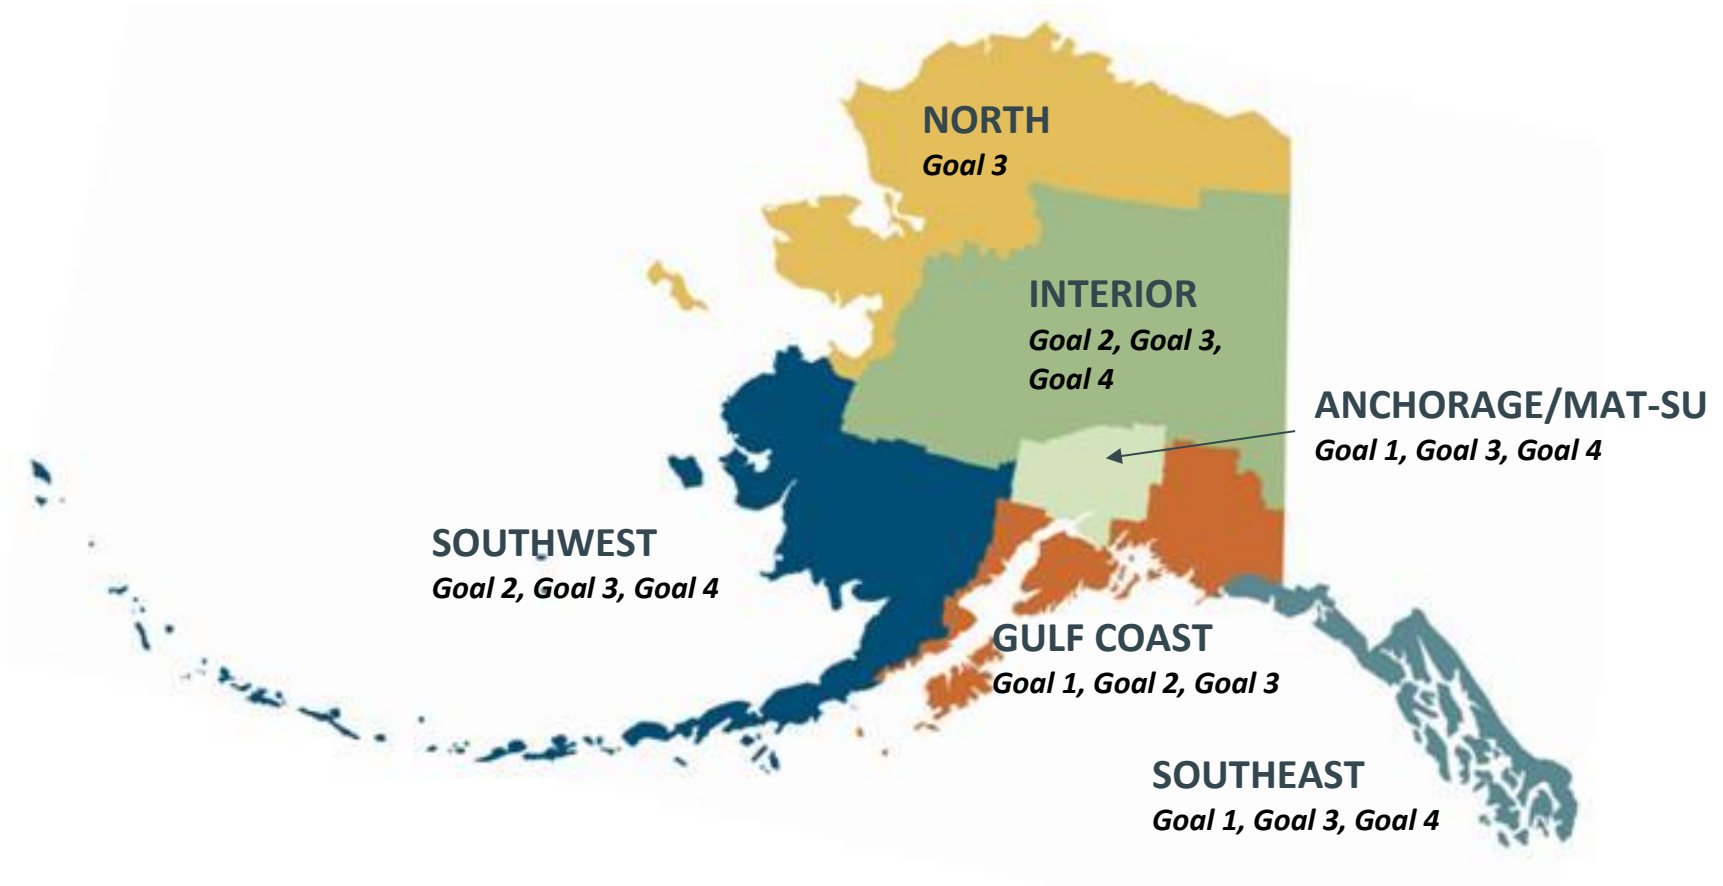 NORTH
Goal 3
INTERIOR
Goal 2, Goal 3,
Goal 4
ANCHORAGE/MAT-SU
Goal 1, Goal 3, Goal 4
SOUTHWEST
Goal 2, Goal 3, Goal 4
GULF COAST
Goal 1, Goal 2, Goal 3
SOUTHEAST
Goal 1, Goal 3, Goal 4